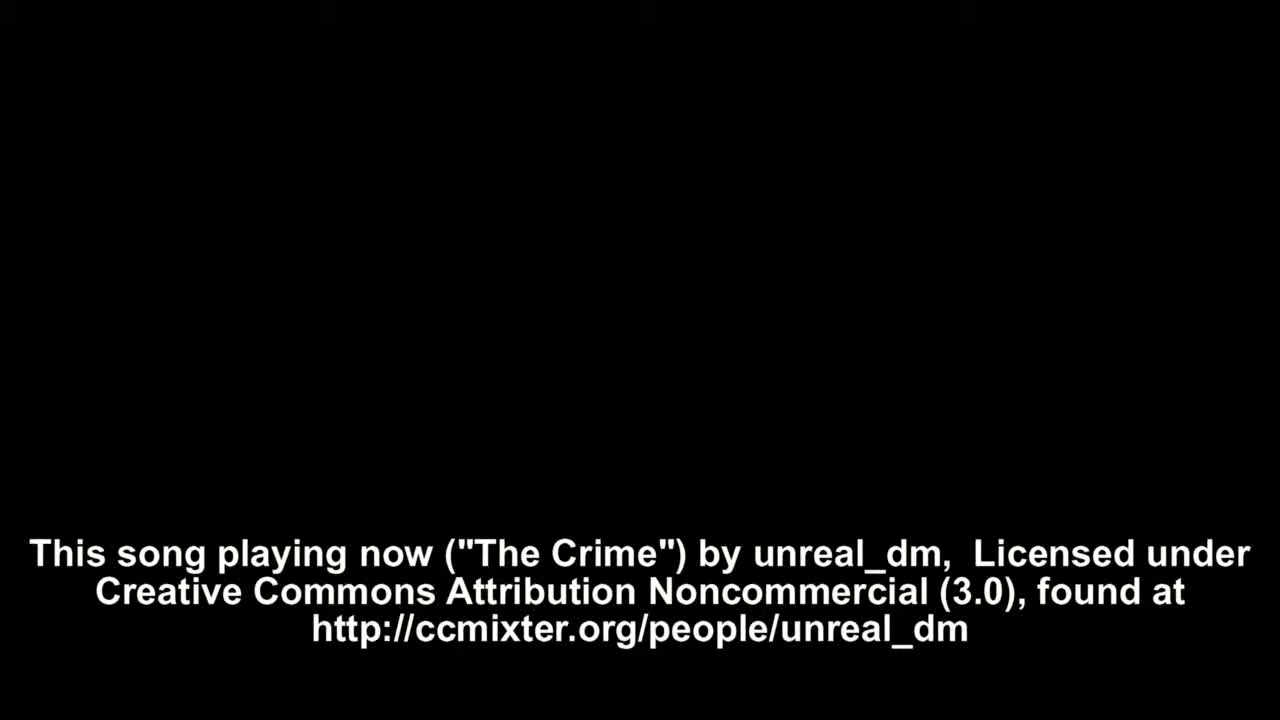 This song playing now ("The Crime") by unreal_dm,  Licensed under
Creative Commons Attribution Noncommercial (3.0), found at
http://ccmixter.org/people/unreal_dm